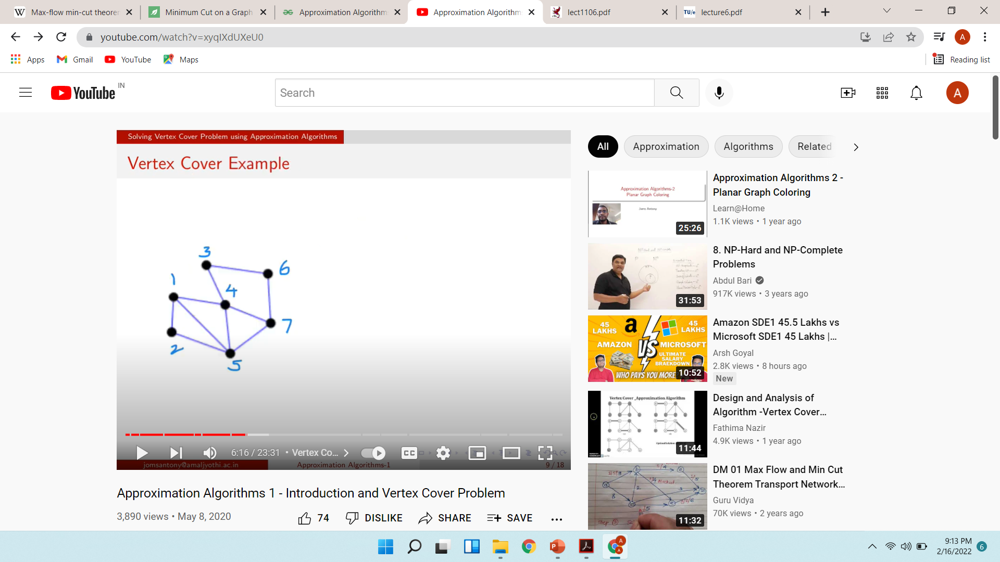 Max-flow min-cut theorer
Minimum Cut on a Graph
Approximation Algorithm
Approximation Algorithm
lect1106.pdf
TU/e lecture6.pdf
youtube.com/watch?v=xyqIXdUXeU0
A
Apps Gmail YouTube Maps Reading list
YouTube IN
Search
A
Solving Vertex Cover Problem using Approximation Algorithms
Vertex Cover Example
3
6
1
4
7
2
5
6:16 / 23:31 • Vertex Co...
CC
jomsantony@amaljyothi.ac.in Approximation Algorithms-1 9 / 18
Approximation Algorithms 1 - Introduction and Vertex Cover Problem
3,890 views • May 8, 2020
74 DISLIKE SHARE SAVE
All Approximation Algorithms Related
Approximation Algorithms-2
Planar Graph Coloring
Joms Antony
25:26
Approximation Algorithms 2 -
Planar Graph Coloring
Learn@Home
1.1K views • 1 year ago
P NP
31:53
8. NP-Hard and NP-Complete
Problems
Abdul Bari
917K views • 3 years ago
45
LAKHS
a
45
LAKHS
AMAZON VS MICROSOFT
ULTIMATE
SALARY
BRAEKDOWN
WHO PAYS YOU MORE
10:52
Amazon SDE1 45.5 Lakhs vs
Microsoft SDE1 45 Lakhs |...
Arsh Goyal
2.8K views • 8 hours ago
New
Vertex Cover _Approximation Algorithm
11:44
Design and Analysis of
Algorithm -Vertex Cover...
Fathima Nazir
4.9K views • 1 year ago
11:32
DM 01 Max Flow and Min Cut
Theorem Transport Network...
Guru Vidya
70K views • 2 years ago
9:13 PM
2/16/2022
6